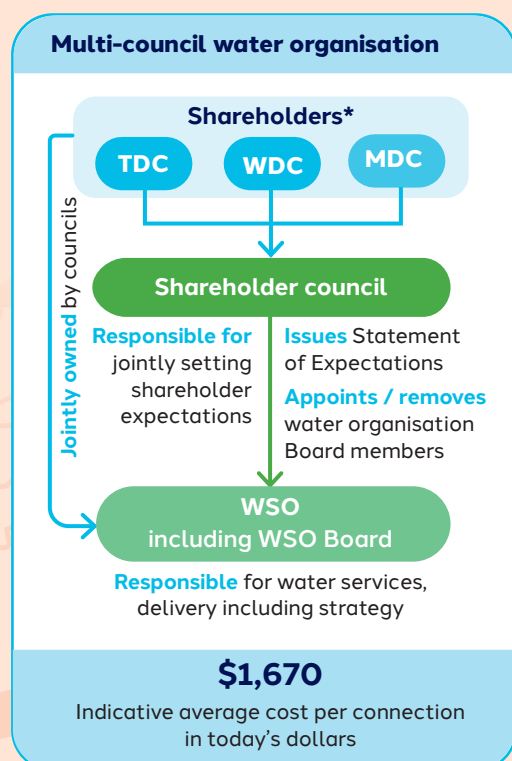 Multi-council water organisation
Shareholders*
TDC
WDC
MDC
Jointly owned by councils
Shareholder council
Responsible for
jointly setting
shareholder
expectations
Issues Statement
of Expectations
Appoints / removes
water organisation
Board members
WSO
including WSO Board
Responsible for water services,
delivery including strategy
$1,670
Indicative average cost per connection
in today's dollars